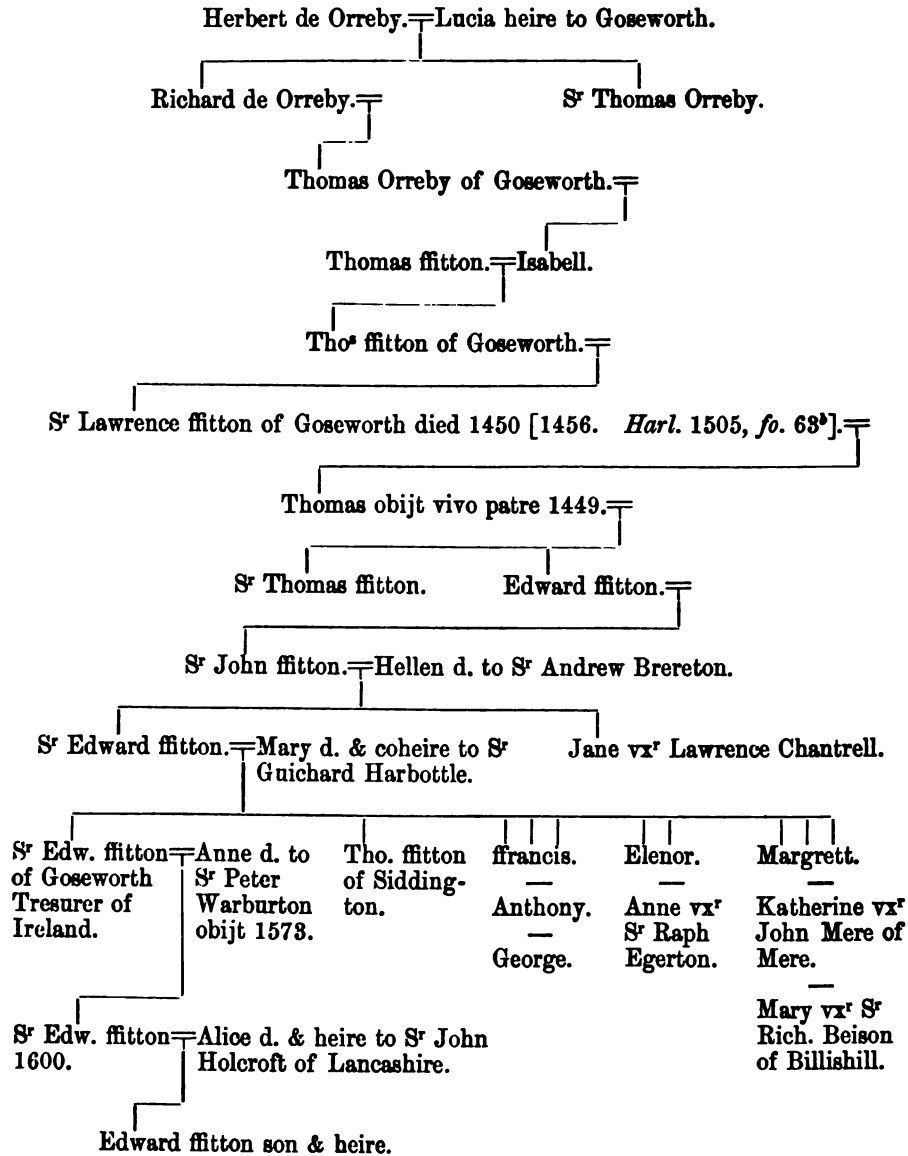 Herbert de Orreby. Lucia heire to Goseworth.
Richard de Orreby. Sʳ Thomas Orreby.
Thomas Orreby of Goseworth.
Thomas ffitton. Isabell.
Thoˢ ffitton of Goseworth.
Sʳ Lawrence ffitton of Goseworth died 1450 [1456. Harl. 1505, fo. 63ᵇ].
Thomas obijt vivo patre 1449.
Sʳ Thomas ffitton. Edward ffitton.
Sʳ John ffitton. Hellen d. to Sʳ Andrew Brereton.
Sʳ Edward ffitton. Mary d. & coheire to Sʳ
Guichard Harbottle.
Jane vxʳ Lawrence Chantrell.
Sʳ Edw. ffitton
of Goseworth
Tresurer of
Ireland.
Anne d. to
Sʳ Peter
Warburton
obijt 1573.
Tho. ffitton
of Sidding-
ton.
ffrancis.
—
Anthony.
—
George.
Elenor.
—
Anne vxʳ
Sʳ Raph
Egerton.
Margrett.
—
Katherine vxʳ
John Mere of
Mere.
—
Mary vxʳ Sʳ
Rich. Beison
of Billishill.
Sʳ Edw. ffitton
1600.
Alice d. & heire to Sʳ John
Holcroft of Lancashire.
Edward ffitton son & heire.